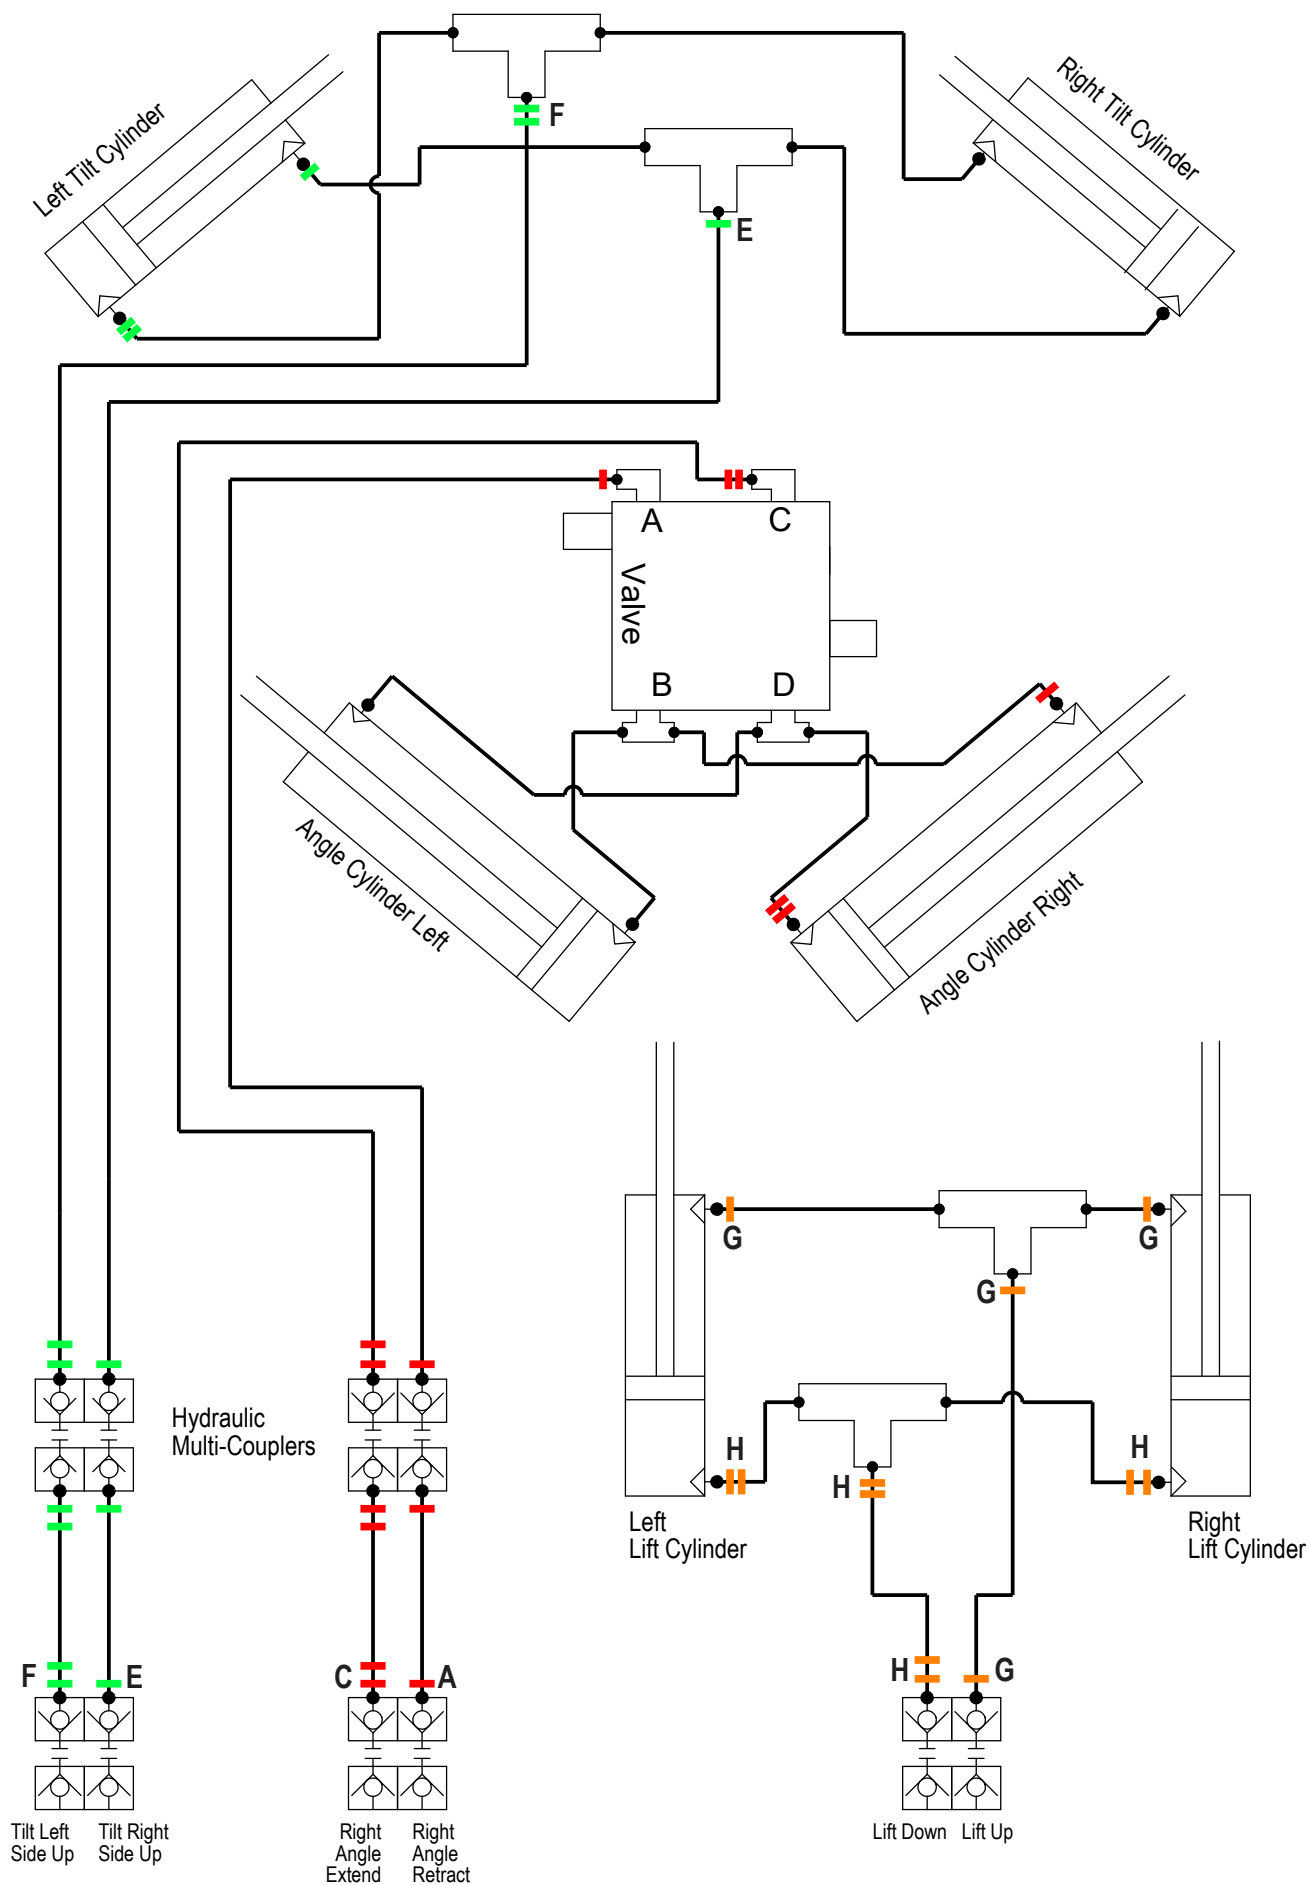 F
Left Tilt Cylinder
Right Tilt Cylinder
E
A
C
Valve
B
D
Angle Cylinder Left
Angle Cylinder Right
G
G
G
Hydraulic
Multi-Couplers
H
H
H
Left
Lift Cylinder
Right
Lift Cylinder
F
E
C
A
H
G
Tilt Left
Side Up
Tilt Right
Side Up
Right
Angle
Extend
Right
Angle
Retract
Lift Down
Lift Up